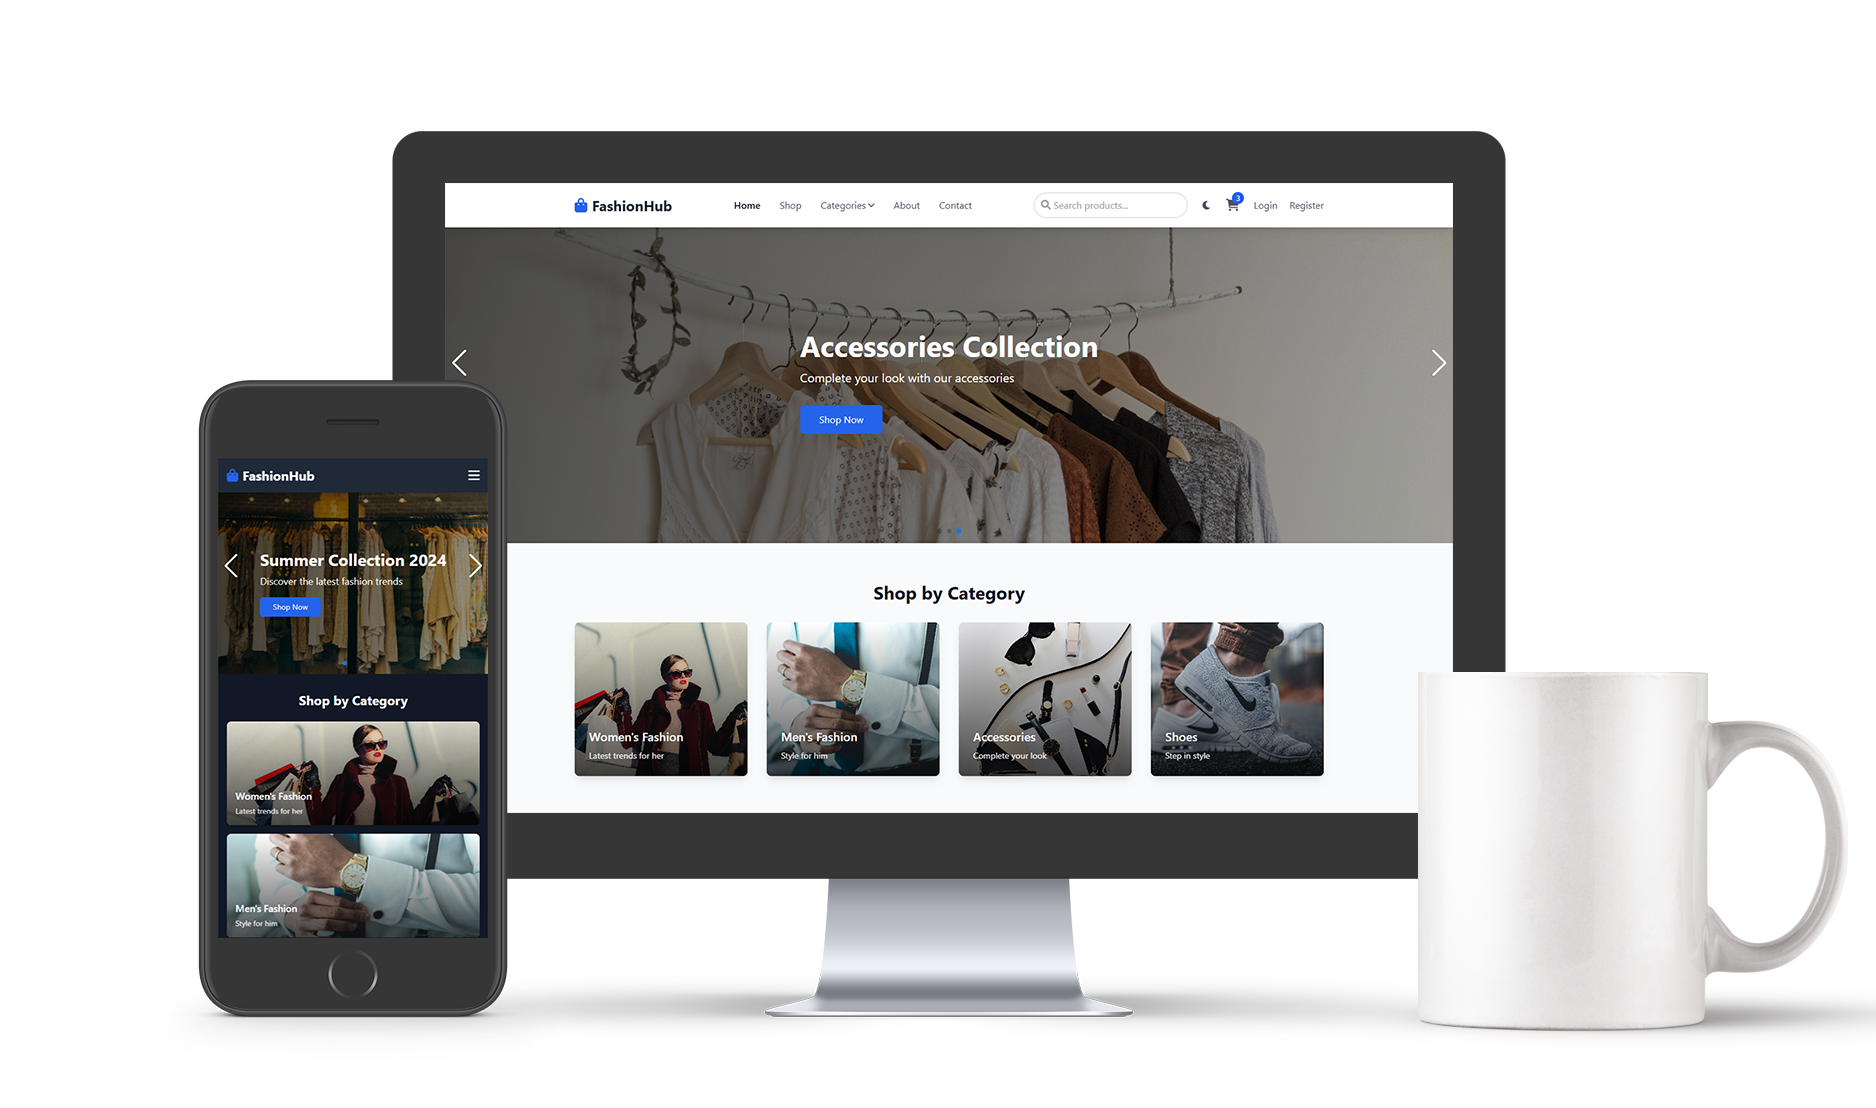 FashionHub
Home Shop Categories About Contact
Search products...
3
Login Register
Accessories Collection
Complete your look with our accessories
Shop Now
Shop by Category
Women's Fashion
Latest trends for her
Men's Fashion
Style for him
Accessories
Complete your look
Shoes
Step in style
FashionHub
Summer Collection 2024
Discover the latest fashion trends
Shop Now
Shop by Category
Women's Fashion
Latest trends for her
Men's Fashion
Style for him